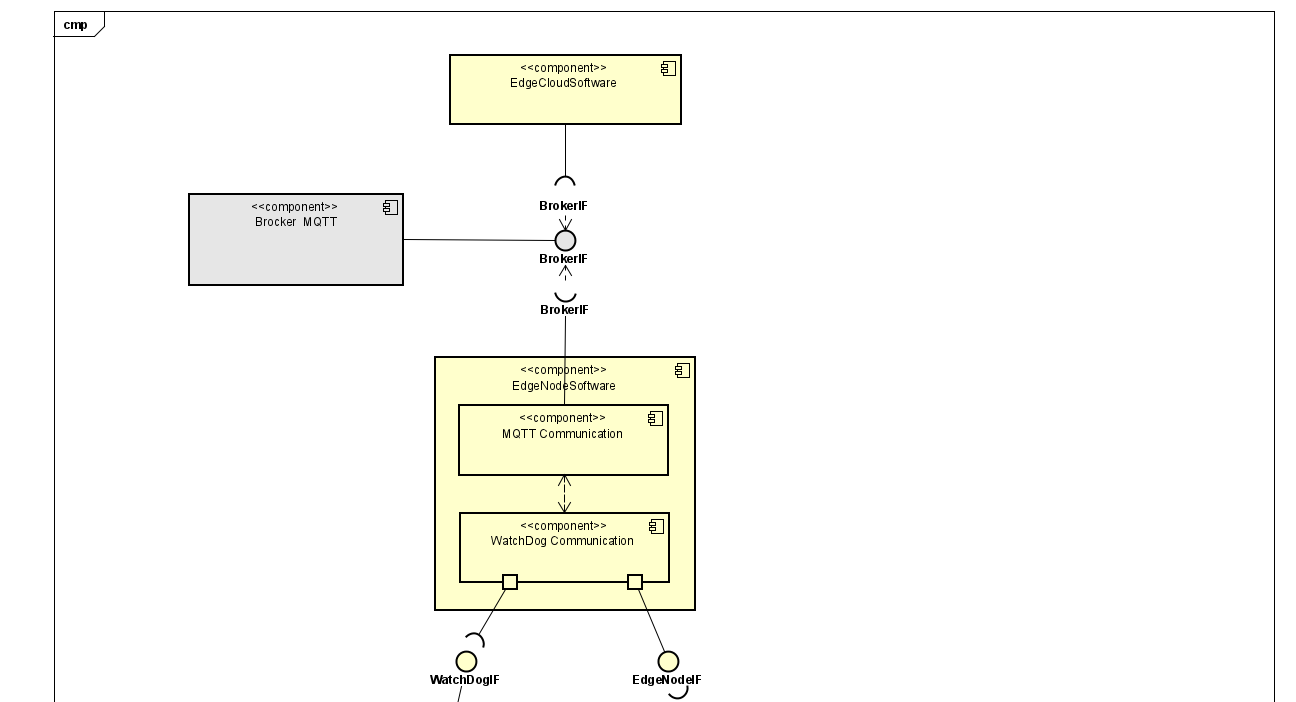 cmp
<<component>>
EdgeCloudSoftware
<<component>>
Brocker MQTT
BrokerIF
BrokerIF
BrokerIF
<<component>>
EdgeNodeSoftware
<<component>>
MQTT Communication
<<component>>
WatchDog Communication
WatchDogIF
EdgeNodeIF